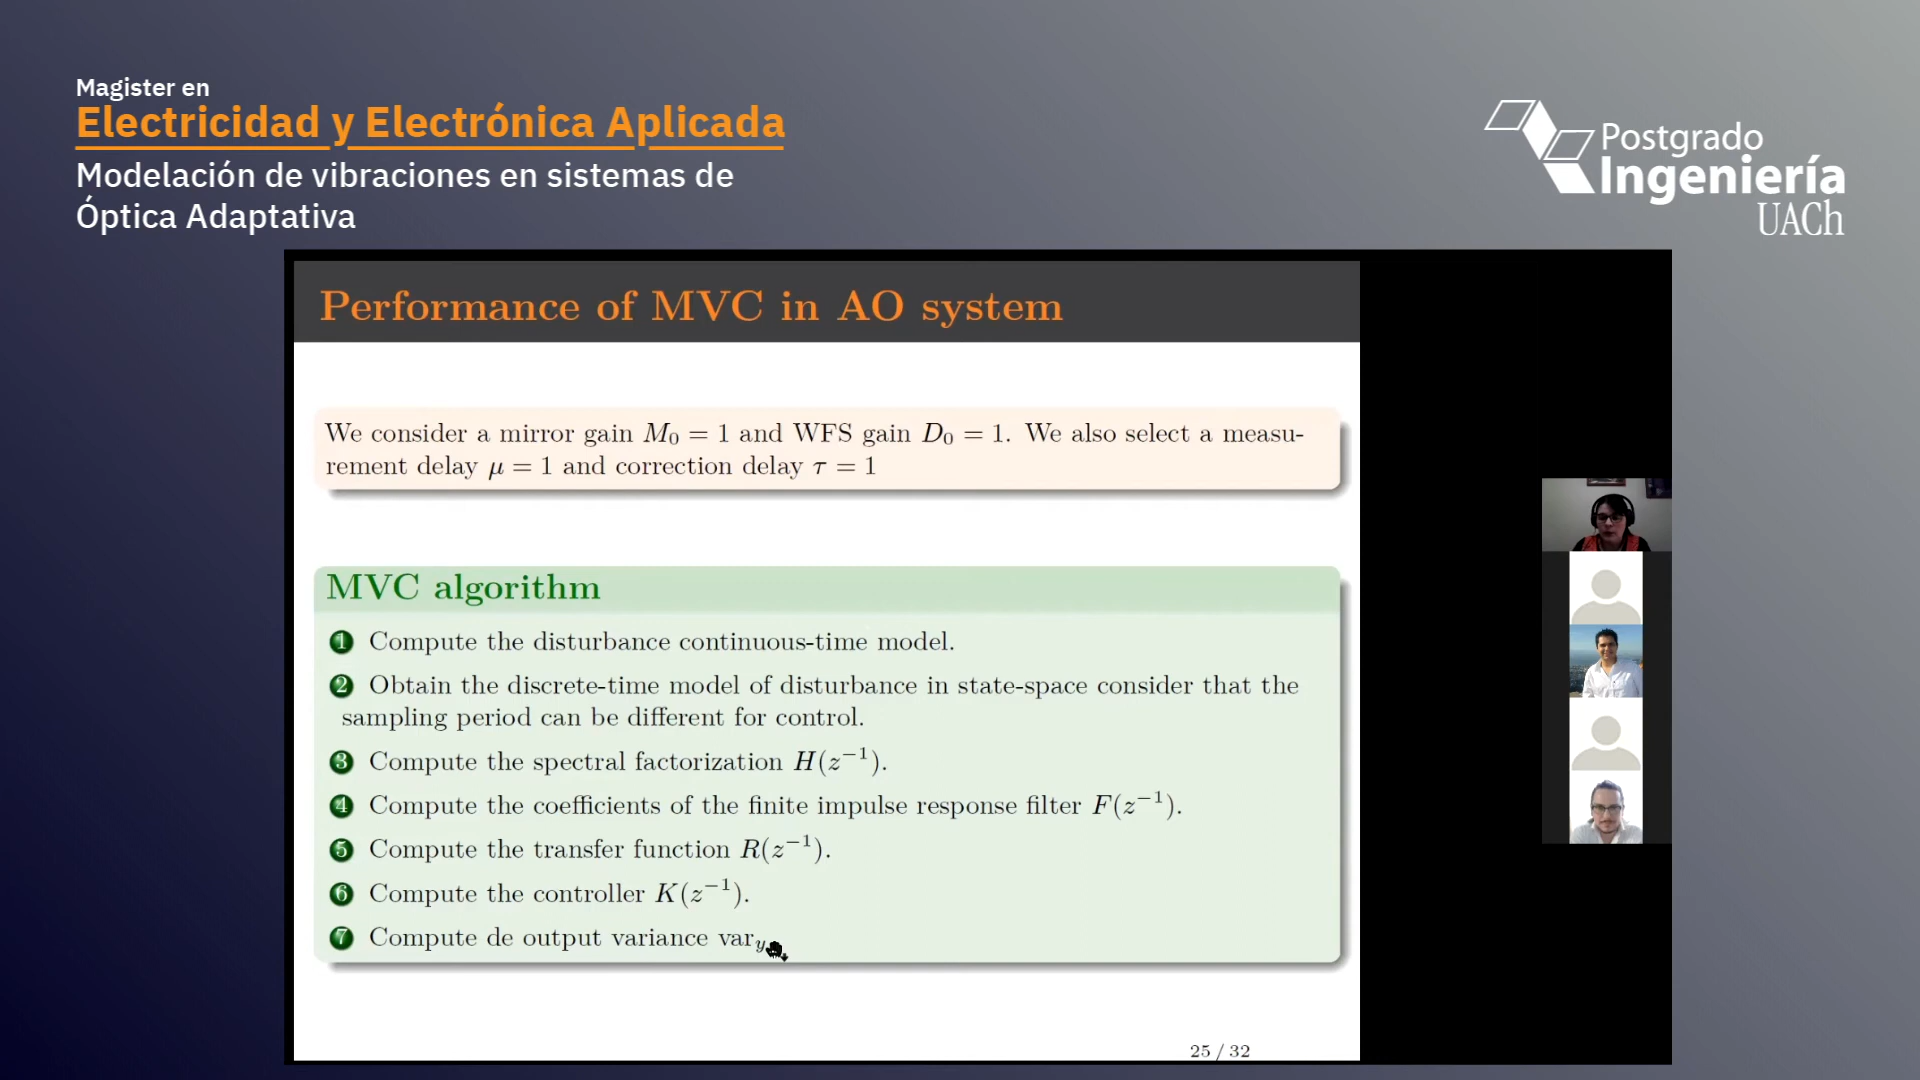 Magister en
Electricidad y Electrónica Aplicada
Modelación de vibraciones en sistemas de
Óptica Adaptativa
Postgrado
Ingeniería
UACh
Performance of MVC in AO system
We consider a mirror gain M₀ = 1 and WFS gain D₀ = 1. We also select a measu-
rement delay μ = 1 and correction delay τ = 1
MVC algorithm
1 Compute the disturbance continuous-time model.
2 Obtain the discrete-time model of disturbance in state-space consider that the
sampling period can be different for control.
3 Compute the spectral factorization H(z⁻¹).
4 Compute the coefficients of the finite impulse response filter F(z⁻¹).
5 Compute the transfer function R(z⁻¹).
6 Compute the controller K(z⁻¹).
7 Compute de output variance var_y
25 / 32